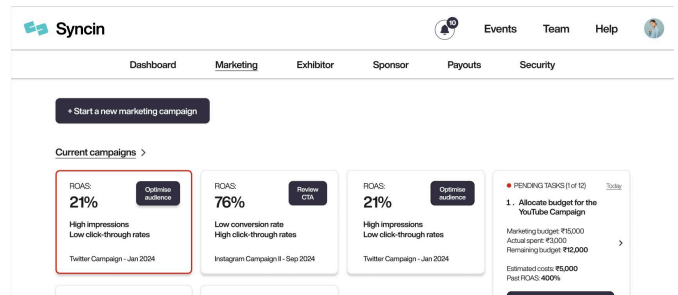 Syncin
10
Events Team Help
Dashboard Marketing Exhibitor Sponsor Payouts Security
+ Start a new marketing campaign
Current campaigns >
ROAS:
21%
Optimise
audience
High impressions
Low click-through rates
Twitter Campaign - Jan 2024
ROAS:
76%
Review
CTA
Low conversion rate
High click-through rates
Instagram Campaign II - Sep 2024
ROAS:
21%
Optimise
audience
High impressions
Low click-through rates
Twitter Campaign - Jan 2024
PENDING TASKS (1 of 12) Today
1. Allocate budget for the
YouTube Campaign
Marketing budget: ₹15,000
Actual spent: ₹3,000
Remaining budget: ₹12,000
>
Estimated costs: ₹5,000
Past ROAS: 400%